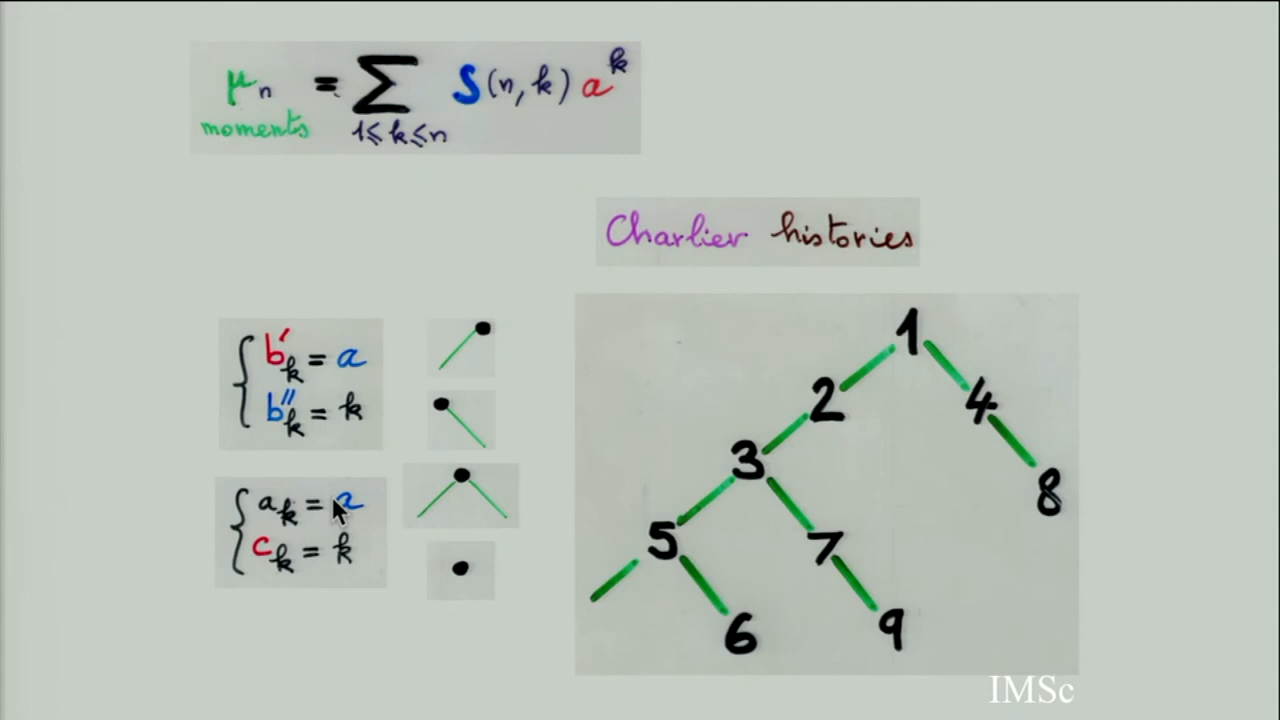 μn = Σ S(n, k) a^k
moments 1≤k≤n
Charlier histories
b′k = a
b″k = k
ak = a
ck = k
1
2 4
3
8
5 7
6 9
IMSc